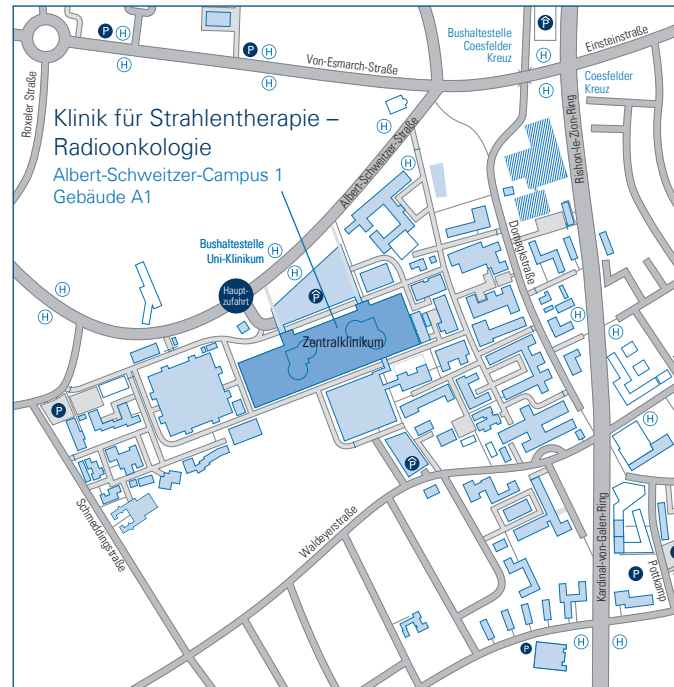 P
H
H
P
H
H
Von-Esmarch-Straße
Roxeler Straße
Bushaltestelle
Coesfelder
Kreuz
P
H
H
Einsteinstraße
Coesfelder
Kreuz
Rishon-le-Zion-Ring
Klinik für Strahlentherapie –
Radioonkologie
Albert-Schweitzer-Campus 1
Gebäude A1
H
H
Albert-Schweitzer-Straße
Domagkstraße
Bushaltestelle
Uni-Klinikum
H
H
Haupt-
zufahrt
P
H
H
H
H
Zentralklinikum
P
P
H
Schmeddingstraße
Waldeyerstraße
Kardinal-von-Galen-Ring
P
P
Pottkamp
P
H
H